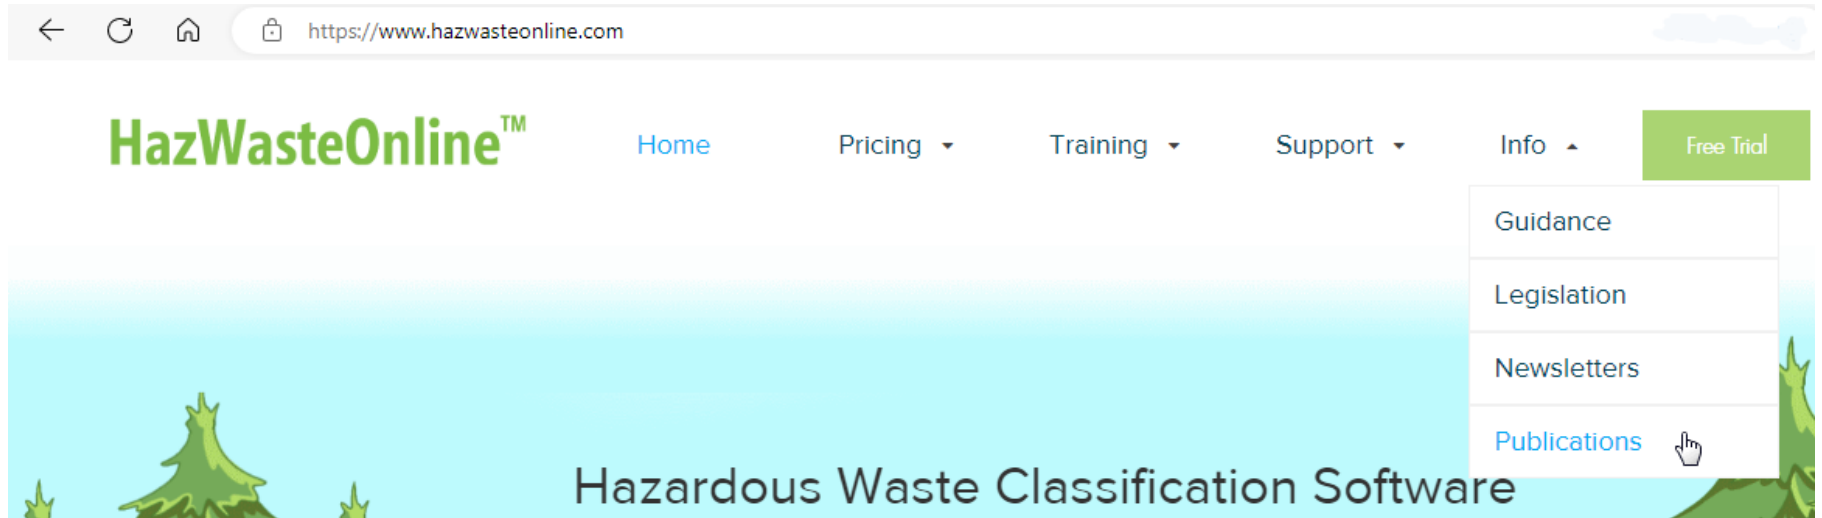 https://www.hazwasteonline.com
HazWasteOnline™ Home Pricing Training Support Info Free Trial
Guidance
Legislation
Newsletters
Publications
Hazardous Waste Classification Software